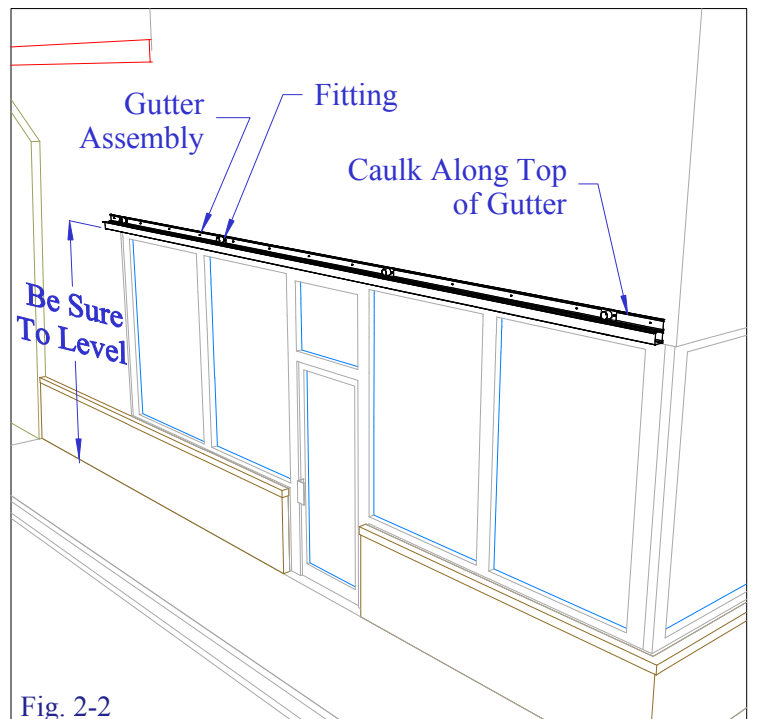 Gutter
Assembly
Fitting
Caulk Along Top
of Gutter
Be Sure
To Level
Fig. 2-2